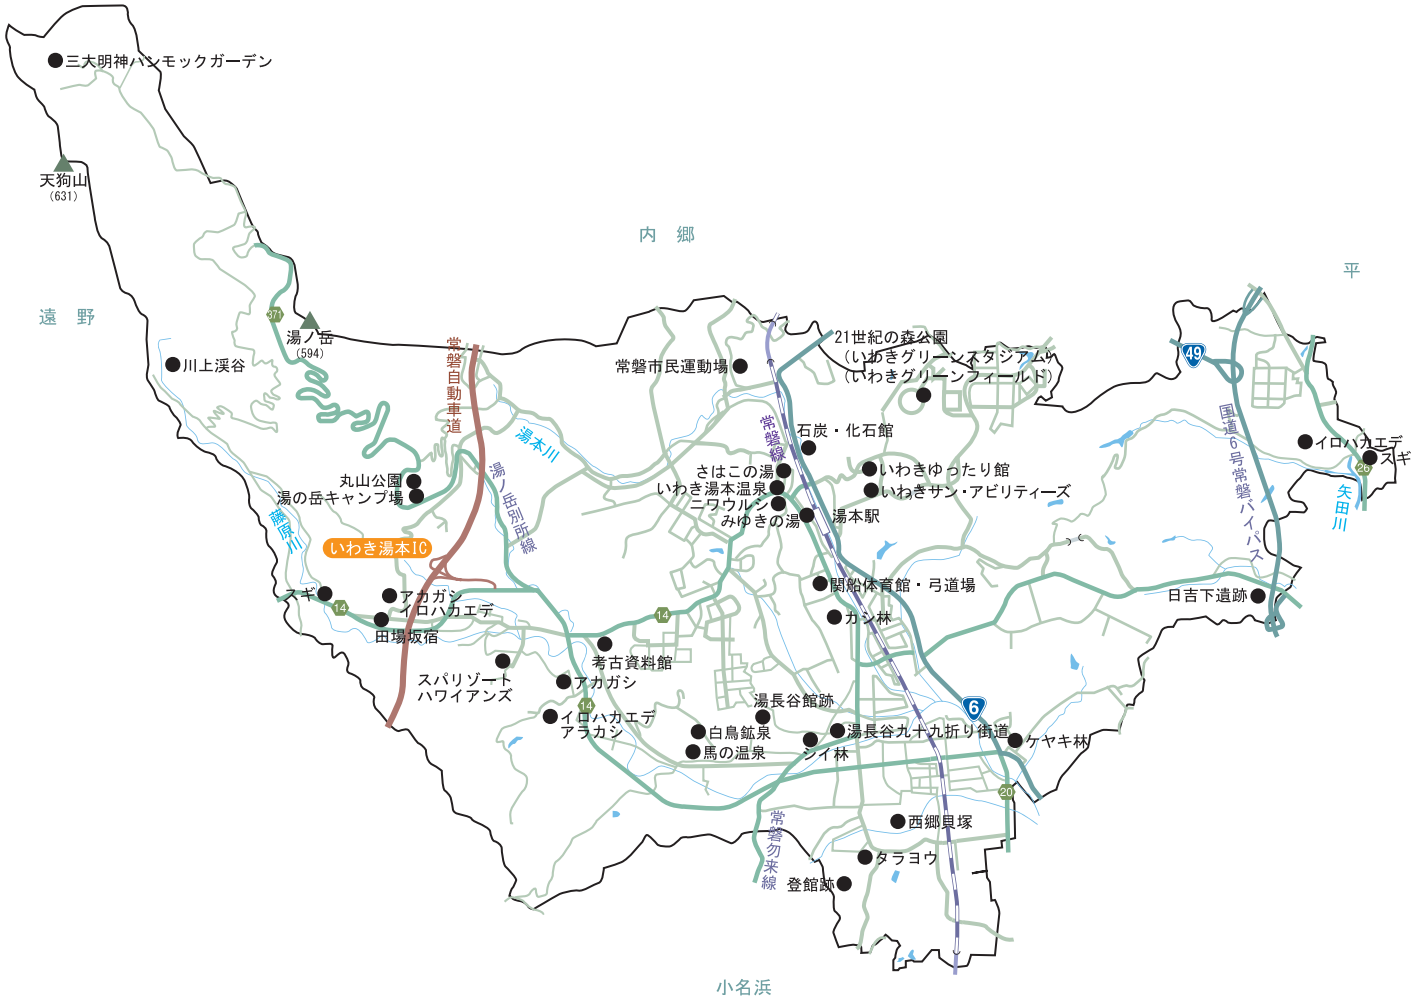 三大明神ハンモックガーデン
天狗山
(631)
内 郷
平
遠 野
371
湯ノ岳
(594)
川上渓谷
常磐自動車道
常磐市民運動場
21世紀の森公園
(いわきグリーンスタジアム)
(いわきグリーンフィールド)
49
国道6号常磐バイパス
イロハカエデ
スギ
26
矢田川
湯本川
常磐線
石炭・化石館
さはこの湯
いわき湯本温泉
ニワウルシ
みゆきの湯
湯本駅
いわきゆったり館
いわきサン・アビリティーズ
丸山公園
湯の岳キャンプ場
湯ノ岳別所線
藤原川
いわき湯本IC
スギ
14
アカガシ
イロハカエデ
田場坂宿
14
関船体育館・弓道場
カシ林
日吉下遺跡
考古資料館
スパリゾート
ハワイアンズ
アカガシ
14
イロハカエデ
アラカシ
湯長谷館跡
白鳥鉱泉
馬の温泉
シイ林
湯長谷九十九折り街道
6
ケヤキ林
20
常磐勿来線
西郷貝塚
タラヨウ
登館跡
小名浜